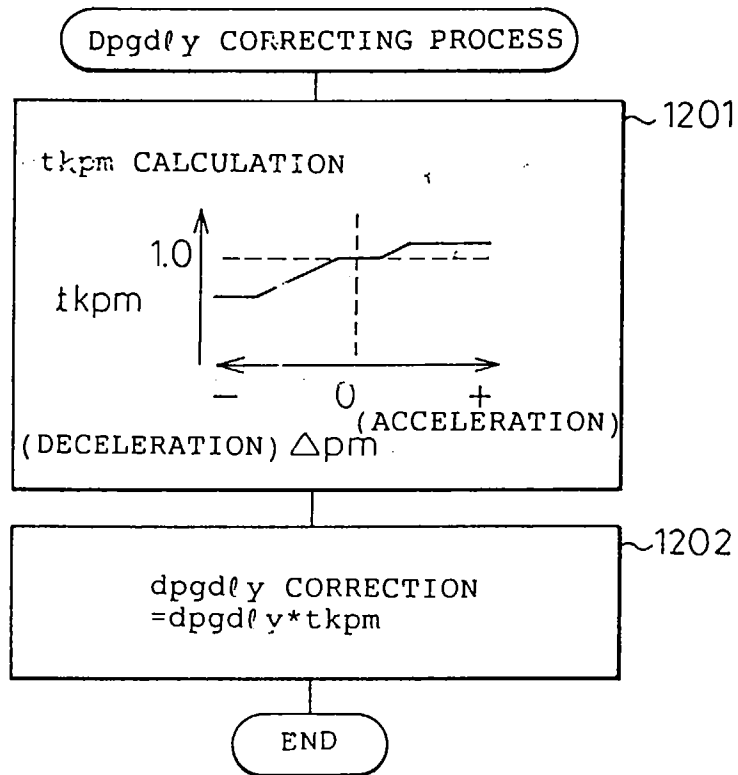 Dpgdℓy CORRECTING PROCESS
1201
tkpm CALCULATION
1.0
tkpm
- 0 +
(ACCELERATION)
(DECELERATION) △pm
1202
dpgdℓy CORRECTION
=dpgdℓy*tkpm
END